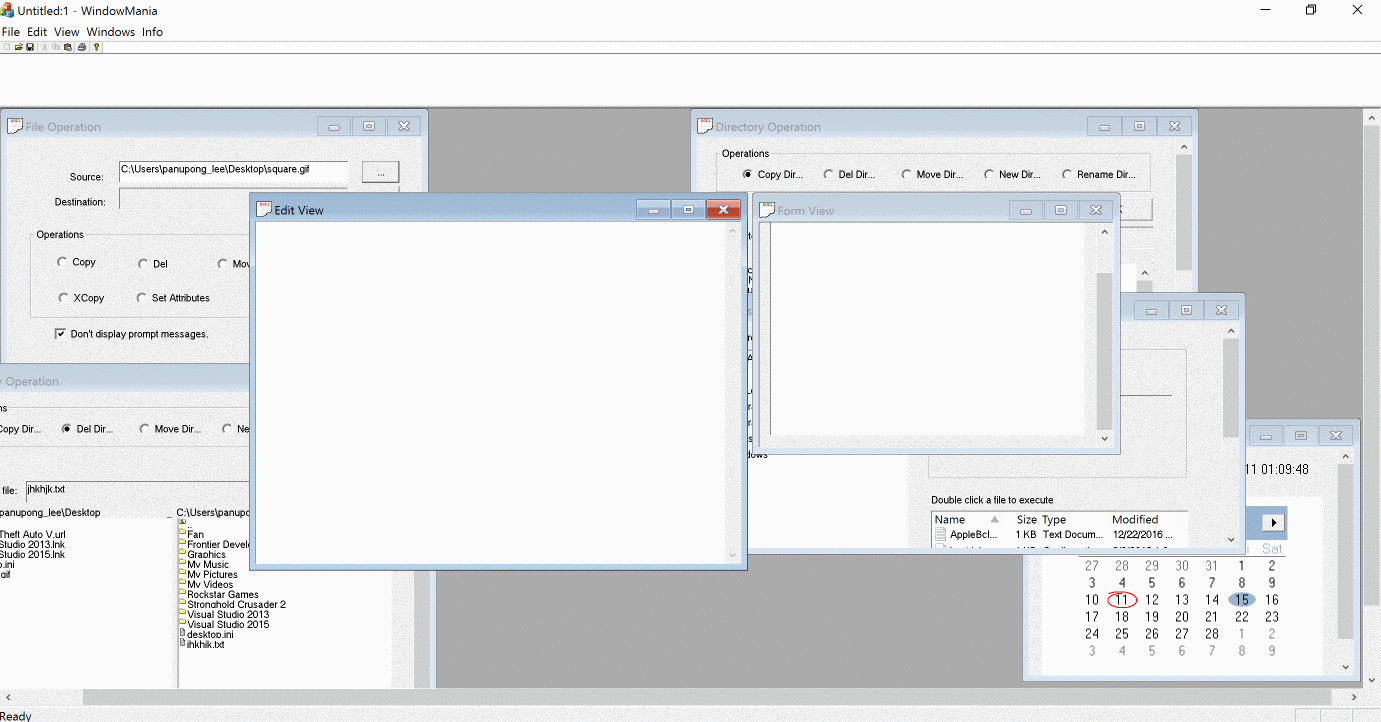 Untitled:1 - WindowMania
File Edit View Windows Info
File Operation
Source: C:\Users\panupong_lee\Desktop\square.gif ...
Destination:
Operations
Copy Del Mov
XCopy Set Attributes
Don't display prompt messages.
Directory Operation
Operations
Copy Dir... Del Dir... Move Dir... New Dir... Rename Dir...
Edit View
Form View
y Operation
ns
Copy Dir... Del Dir... Move Dir... Ne
file: jhkhjk.txt
panupong_lee\Desktop
Theft Auto V.url
Studio 2013.lnk
Studio 2015.lnk
o.ini
gif
C:\Users\panupo
..
Fan
Frontier Devel
Graphics
My Music
My Pictures
My Videos
Rockstar Games
Stronghold Crusader 2
Visual Studio 2013
Visual Studio 2015
desktop.ini
jhkhjk.txt
dows
Double click a file to execute
Name Size Type Modified
AppleBcl... 1 KB Text Docum... 12/22/2016 ...
11 01:09:48
Sat
27 28 29 30 31 1 2
3 4 5 6 7 8 9
10 11 12 13 14 15 16
17 18 19 20 21 22 23
24 25 26 27 28 1 2
3 4 5 6 7 8 9
Ready